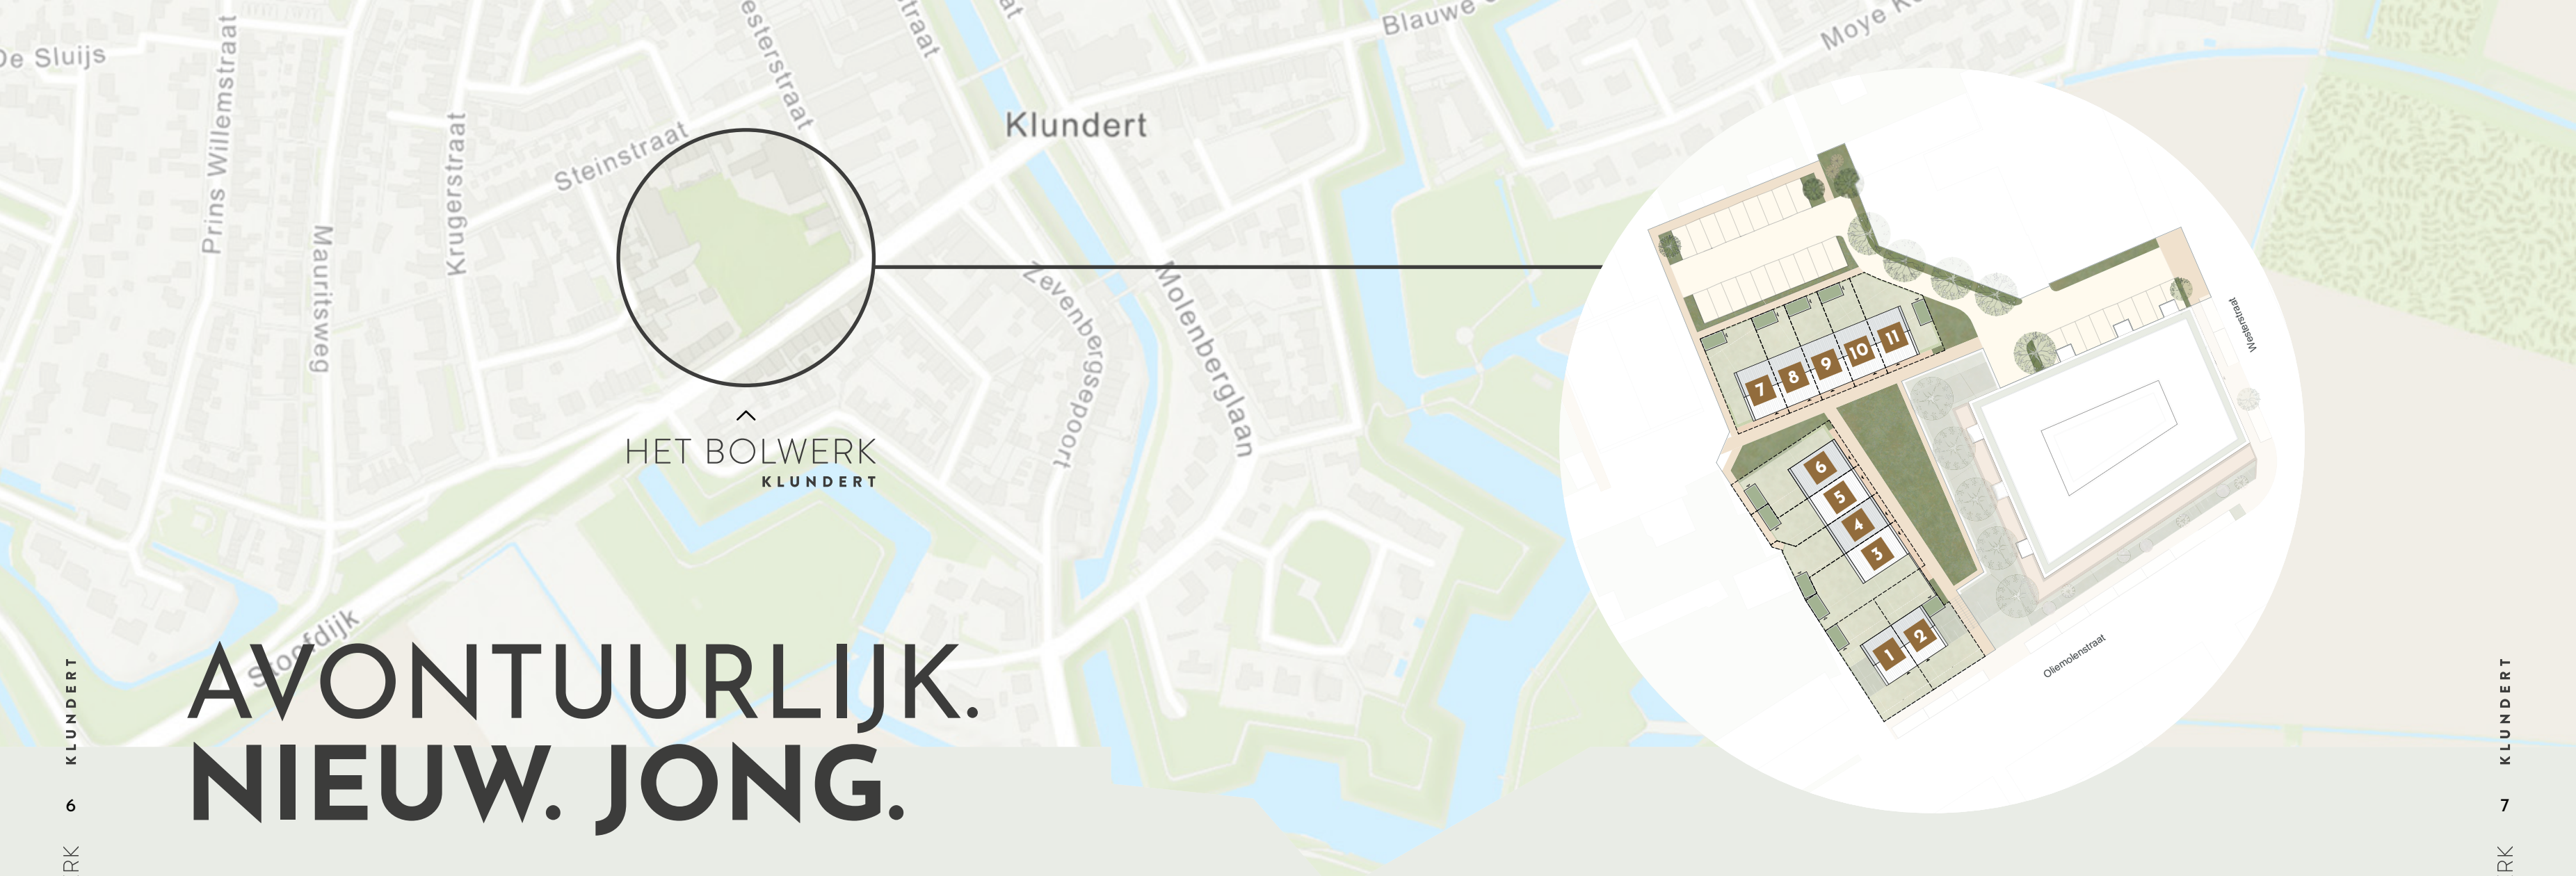 De Sluijs
Prins Willemstraat
Mauritsweg
Krugerstraat
Steinstraat
esterstraat
traat
at
Klundert
Blauwe
Moye K
Zevenbergsepoort
Molenberglaan
Stoofdijk
HET BOLWERK
KLUNDERT
AVONTUURLIJK.
NIEUW. JONG.
7
8
9
10
11
6
5
4
3
1
2
Westerstraat
Oliemolenstraat
KLUNDERT
6
RK
KLUNDERT
7
RK